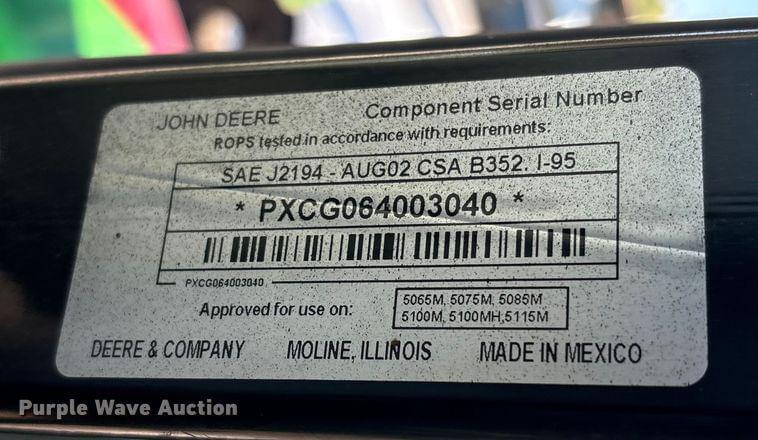 JOHN DEERE Component Serial Number
ROPS tested in accordance with requirements:
SAE J2194 - AUG02 CSA B352. I-95
* PXCG064003040 *
PXCG064003040
Approved for use on: 5065M, 5075M, 5085M
5100M, 5100MH,5115M
DEERE & COMPANY MOLINE, ILLINOIS MADE IN MEXICO
Purple Wave Auction